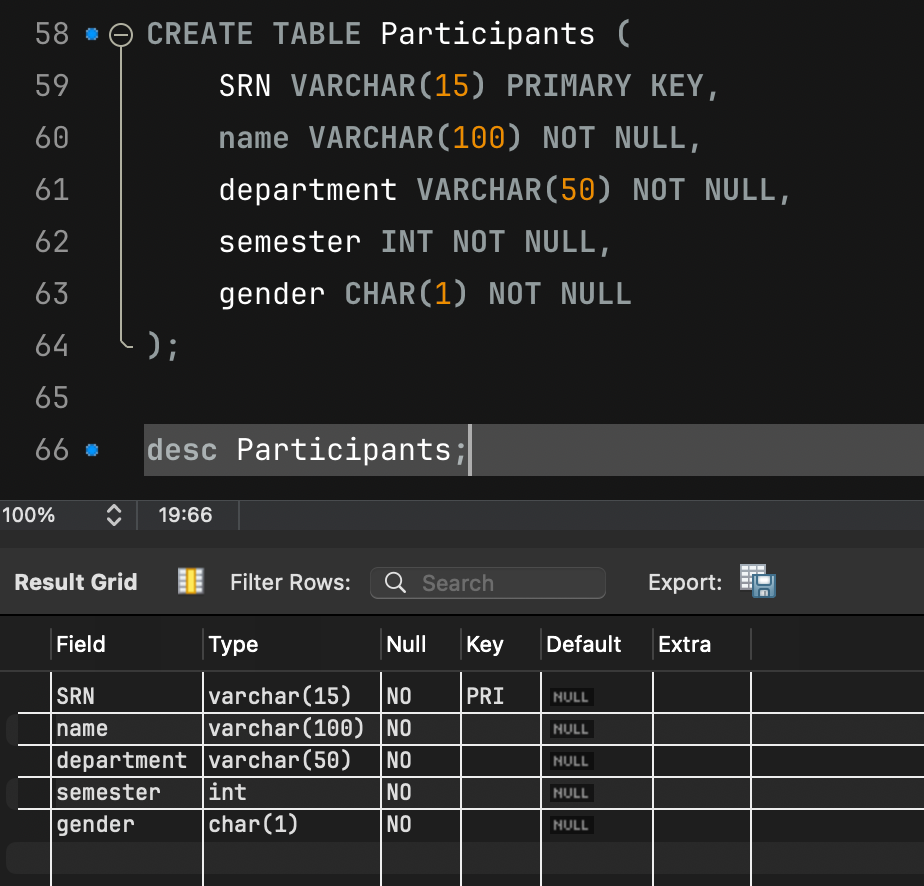 58 CREATE TABLE Participants (
59 SRN VARCHAR(15) PRIMARY KEY,
60 name VARCHAR(100) NOT NULL,
61 department VARCHAR(50) NOT NULL,
62 semester INT NOT NULL,
63 gender CHAR(1) NOT NULL
64 );
65
66 desc Participants;
100% 19:66
Result Grid Filter Rows: Search Export:
Field Type Null Key Default Extra
SRN varchar(15) NO PRI NULL
name varchar(100) NO NULL
department varchar(50) NO NULL
semester int NO NULL
gender char(1) NO NULL